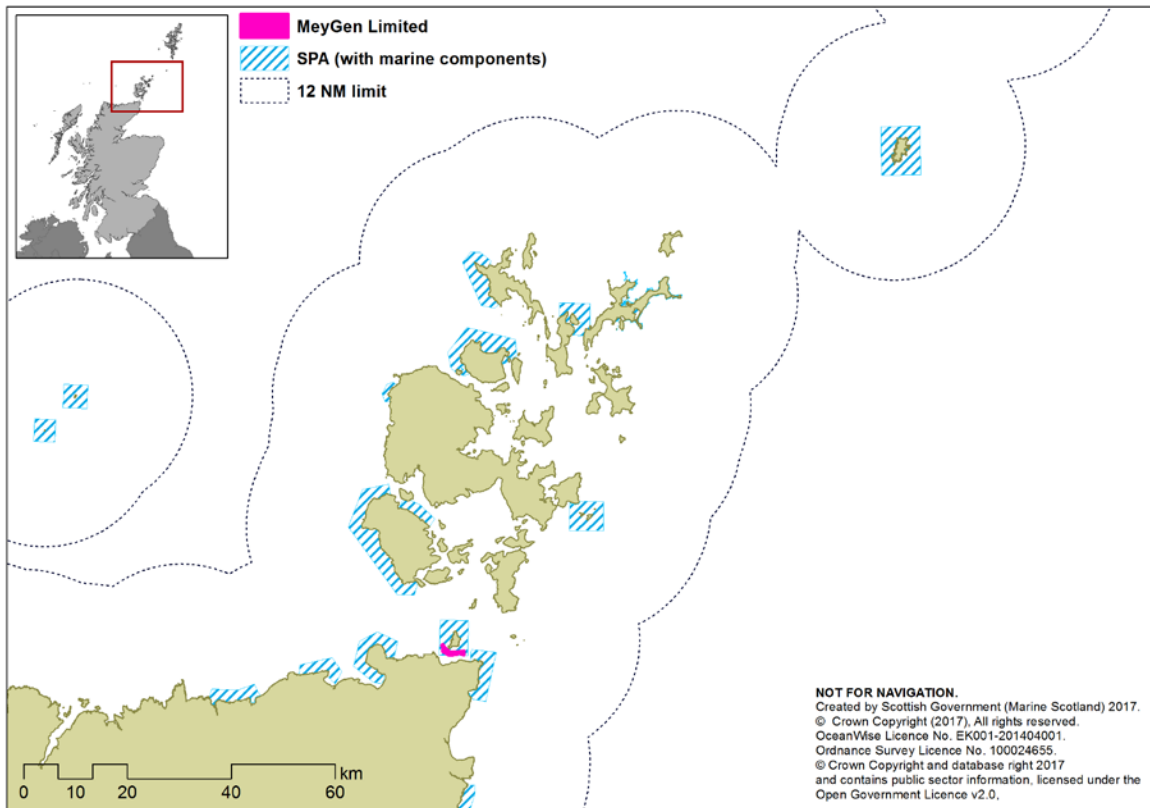 MeyGen Limited
SPA (with marine components)
12 NM limit
NOT FOR NAVIGATION.
Created by Scottish Government (Marine Scotland) 2017.
© Crown Copyright (2017), All rights reserved.
OceanWise Licence No. EK001-201404001.
Ordnance Survey Licence No. 100024655.
© Crown Copyright and database right 2017
and contains public sector information, licensed under the
Open Government Licence v2.0,
km
0 10 20 40 60